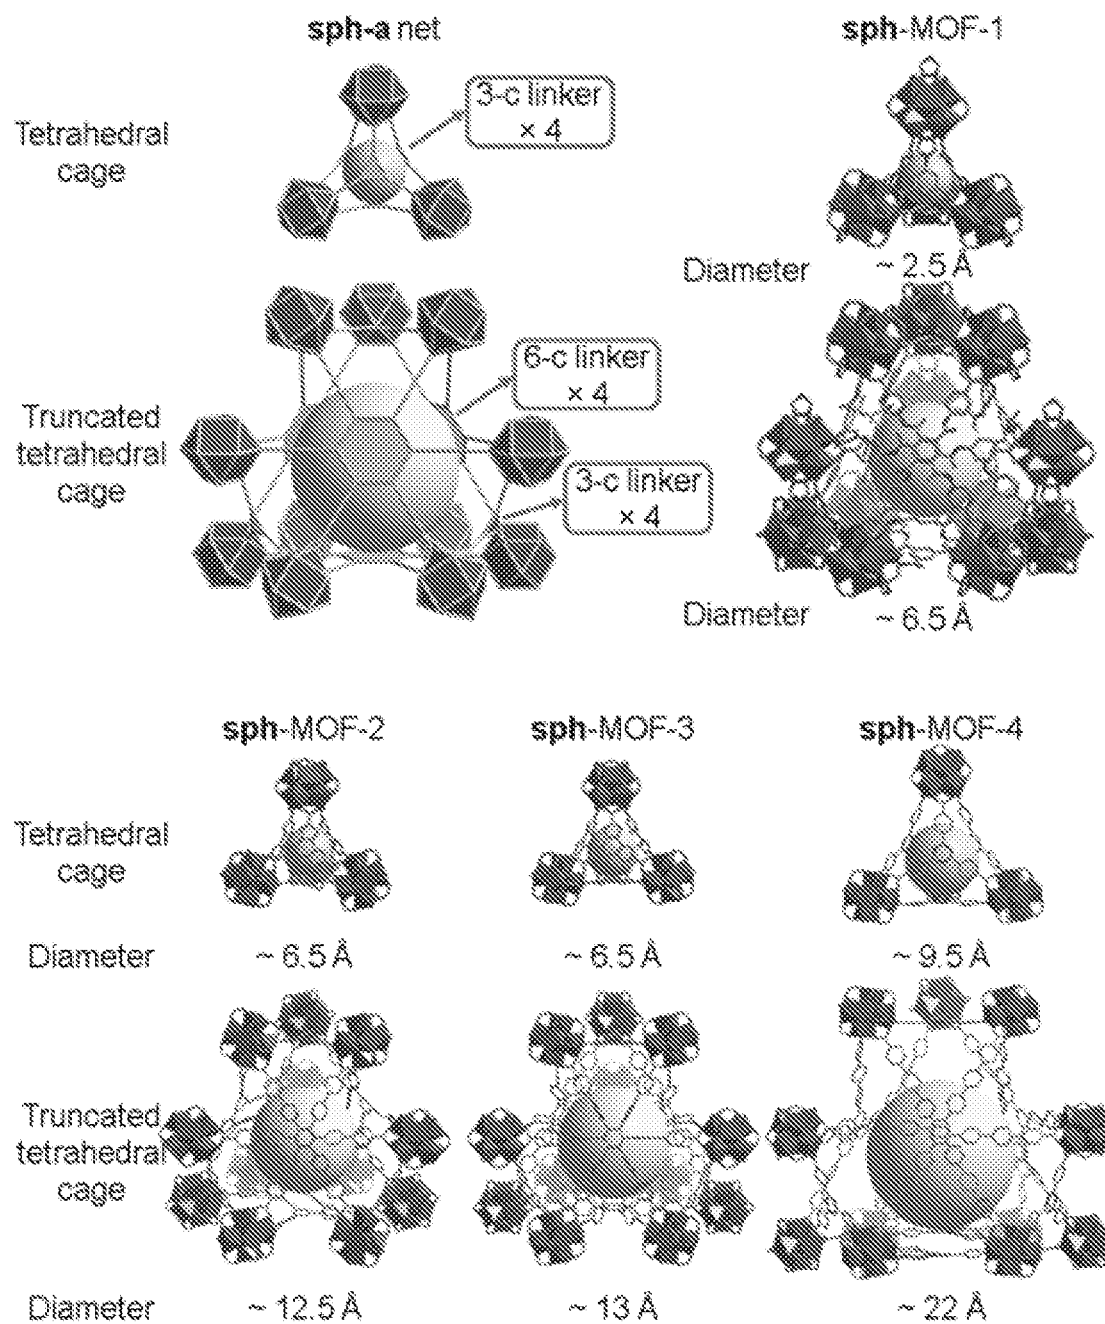 sph-a net
sph-MOF-1
3-c linker
× 4
Tetrahedral
cage
Diameter
~ 2.5 Å
6-c linker
× 4
Truncated
tetrahedral
cage
3-c linker
× 4
Diameter
~ 6.5 Å
sph-MOF-2
sph-MOF-3
sph-MOF-4
Tetrahedral
cage
Diameter
~ 6.5 Å
~ 6.5 Å
~ 9.5 Å
Truncated
tetrahedral
cage
Diameter
~ 12.5 Å
~ 13 Å
~ 22 Å